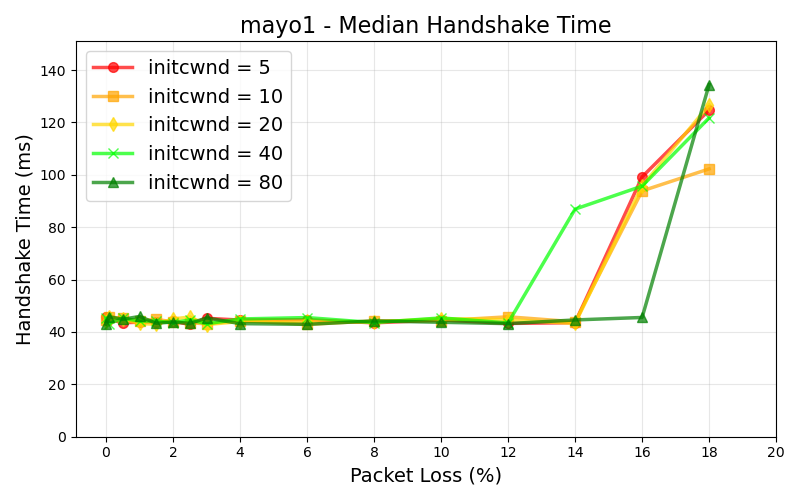 mayo1 - Median Handshake Time
initcwnd = 5
initcwnd = 10
initcwnd = 20
initcwnd = 40
initcwnd = 80
Handshake Time (ms)
140
120
100
80
60
40
20
0
0 2 4 6 8 10 12 14 16 18 20
Packet Loss (%)